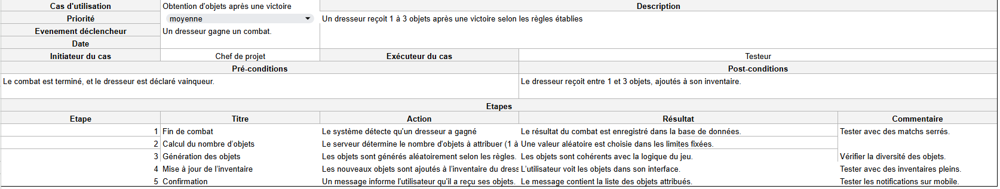 Cas d'utilisation Obtention d'objets après une victoire Description
Priorité moyenne Un dresseur reçoit 1 à 3 objets après une victoire selon les règles établies
Evenement déclencheur Un dresseur gagne un combat.
Date
Initiateur du cas Chef de projet Exécuteur du cas Testeur
Pré-conditions Post-conditions
Le combat est terminé, et le dresseur est déclaré vainqueur. Le dresseur reçoit entre 1 et 3 objets, ajoutés à son inventaire.
Etapes
Etape Titre Action Résultat Commentaire
1 Fin de combat Le système détecte qu'un dresseur a gagné Le résultat du combat est enregistré dans la base de données. Tester avec des matchs serrés.
2 Calcul du nombre d'objets Le serveur détermine le nombre d'objets à attribuer (1 à Une valeur aléatoire est choisie dans les limites fixées.
3 Génération des objets Les objets sont générés aléatoirement selon les règles. Les objets sont cohérents avec la logique du jeu. Vérifier la diversité des objets.
4 Mise à jour de l'inventaire Les nouveaux objets sont ajoutés à l'inventaire du dress L'utilisateur voit les objets dans son interface. Tester avec des inventaires pleins.
5 Confirmation Un message informe l'utilisateur qu'il a reçu ses objets. Le message contient la liste des objets attribués. Tester les notifications sur mobile.